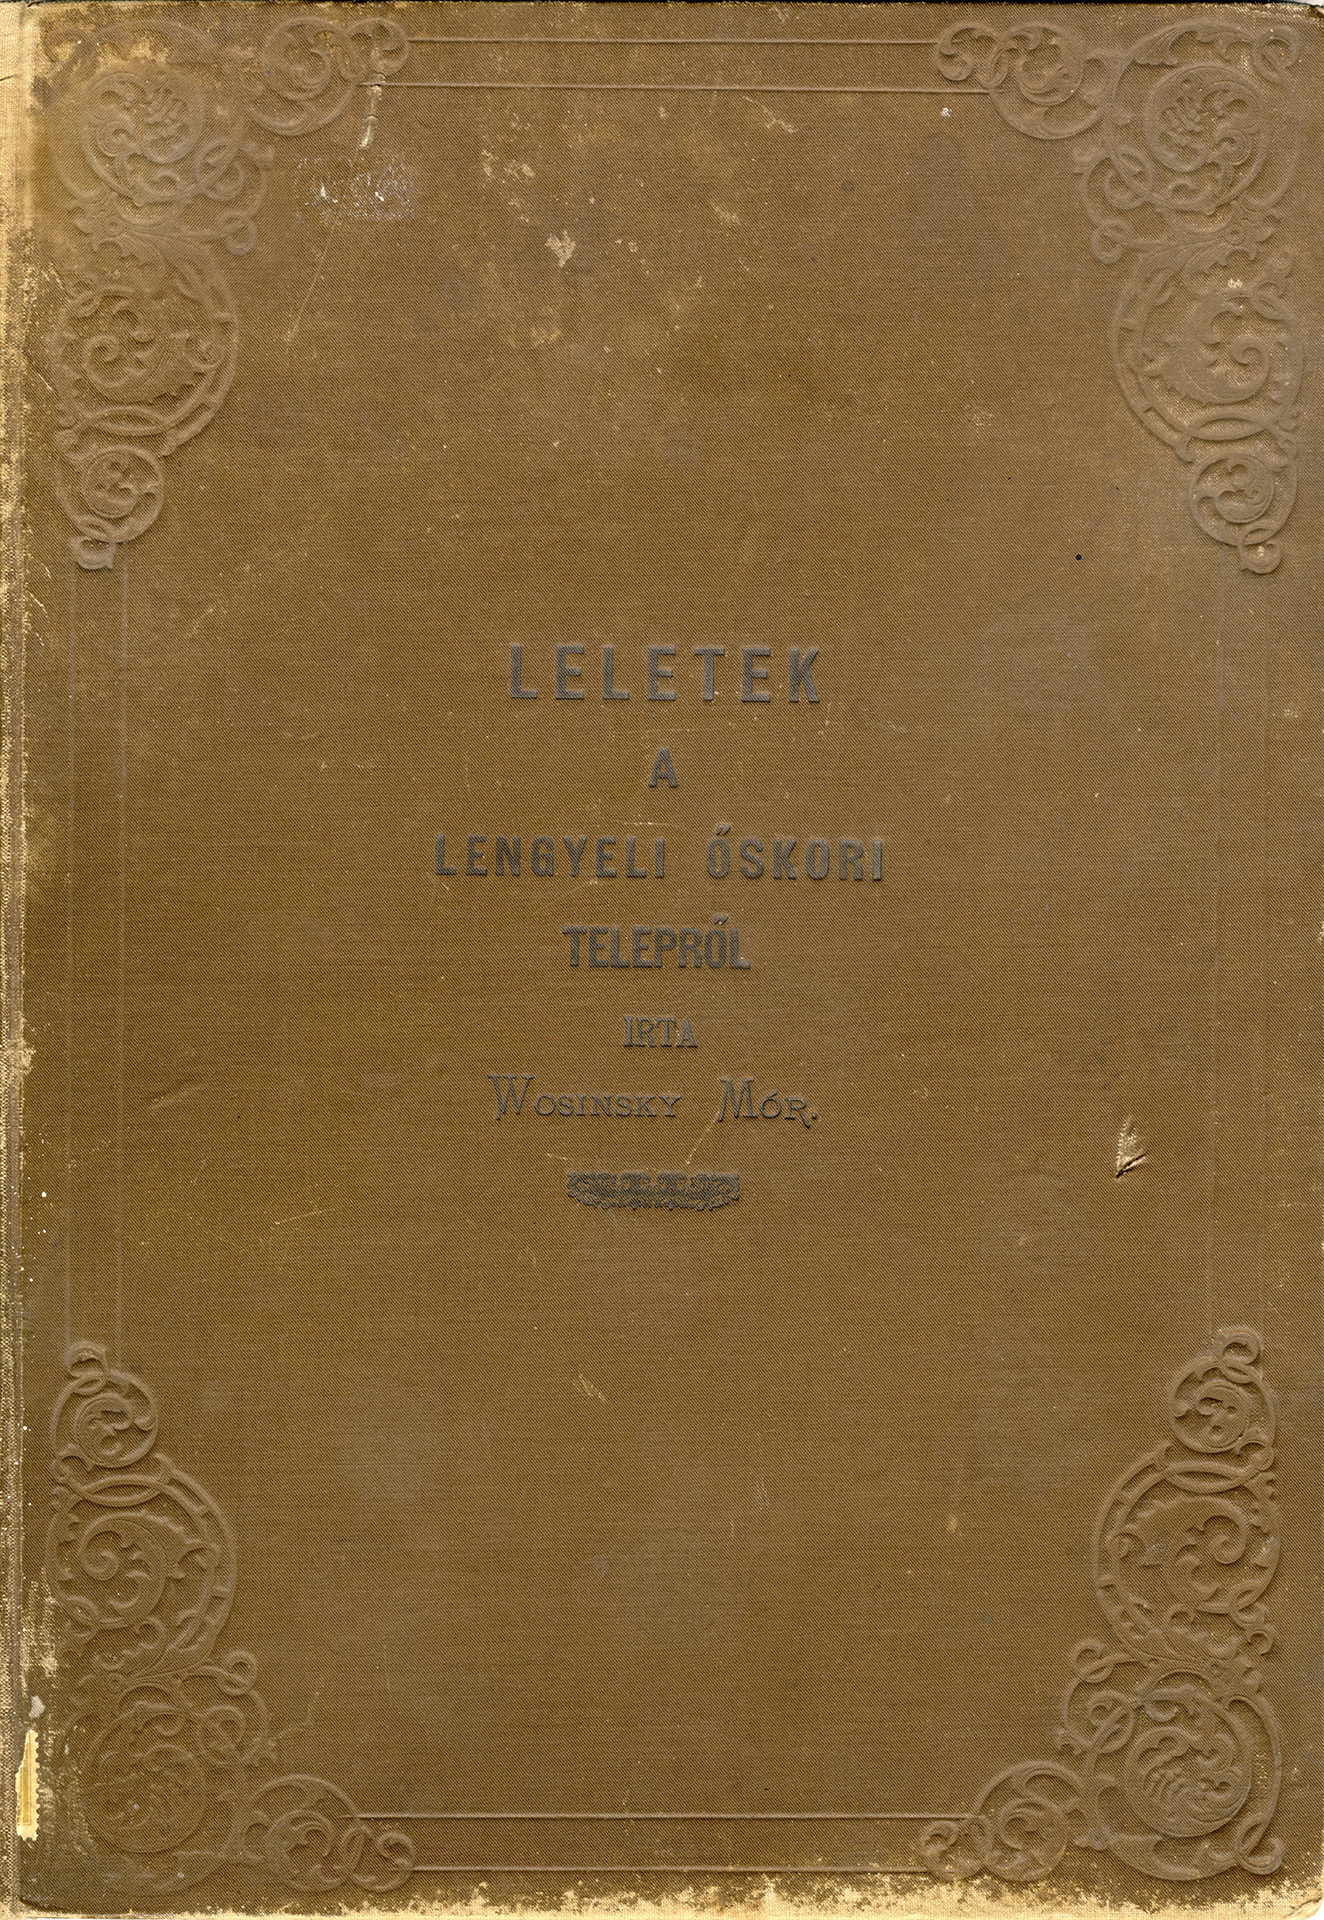 LELETEK
A
LENGYELI ŐSKORI
TELEPRŐL
IRTA
WOSINSKY MÓR.